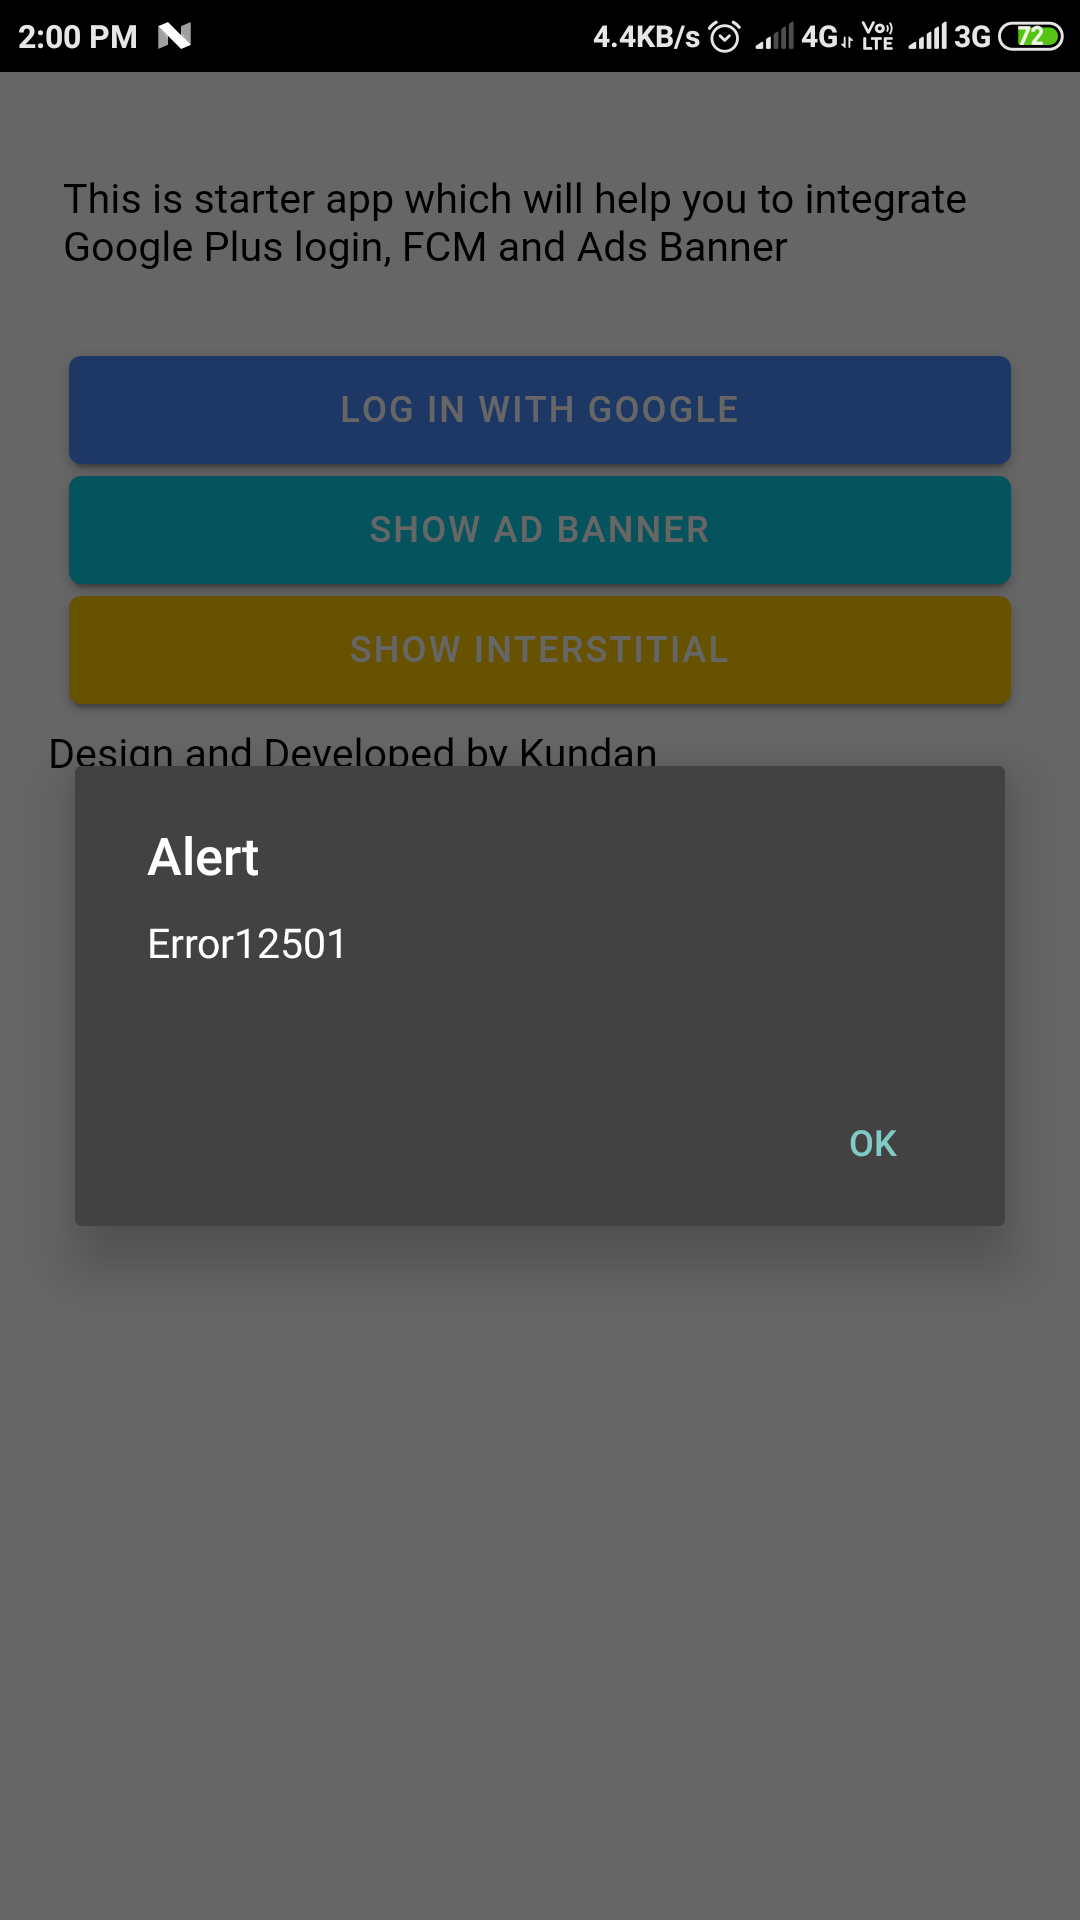 2:00 PM 4.4KB/s 4G VoLTE 3G 72
This is starter app which will help you to integrate
Google Plus login, FCM and Ads Banner
LOG IN WITH GOOGLE
SHOW AD BANNER
SHOW INTERSTITIAL
Design and Developed by Kundan
Alert
Error12501
OK